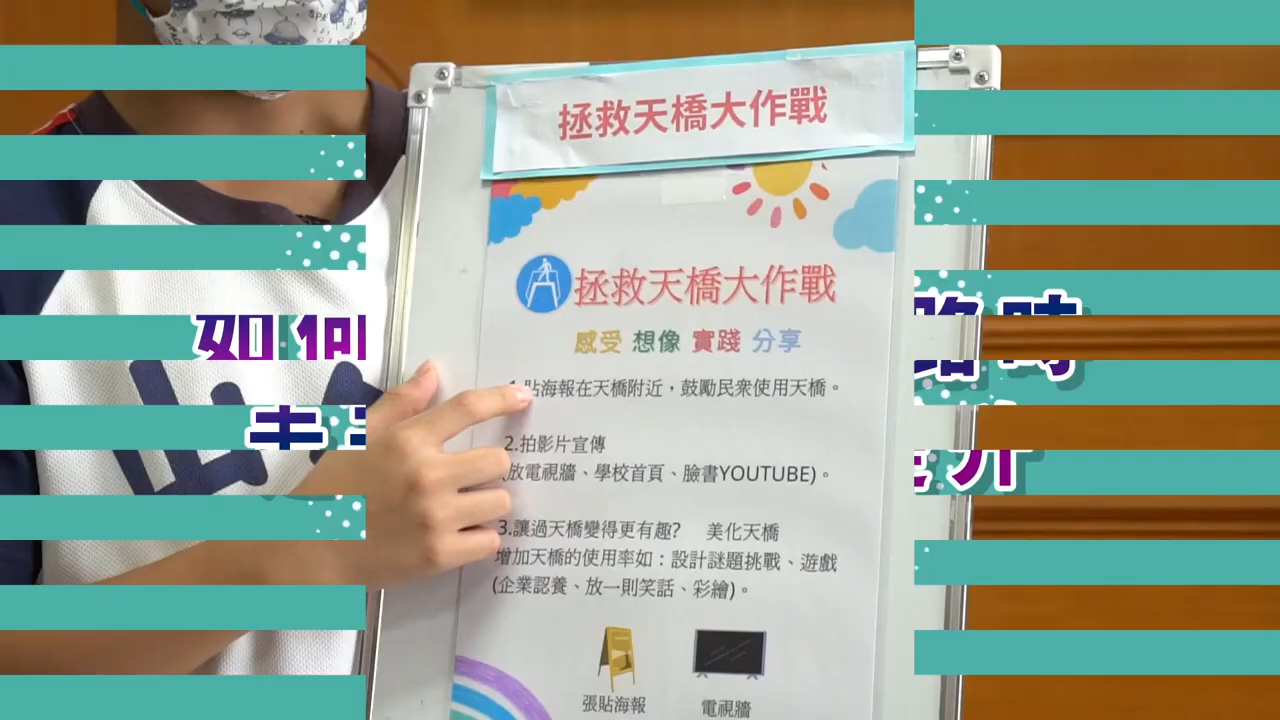 拯救天橋大作戰
拯救天橋大作戰
感受 想像 實踐 分享
1.貼海報在天橋附近，鼓勵民眾使用天橋。
2.拍影片宣傳
(放電視牆、學校首頁、臉書YOUTUBE)。
3.讓過天橋變得更有趣? 美化天橋
增加天橋的使用率如：設計謎題挑戰、遊戲
(企業認養、放一則笑話、彩繪)。
張貼海報 電視牆
如何
路時